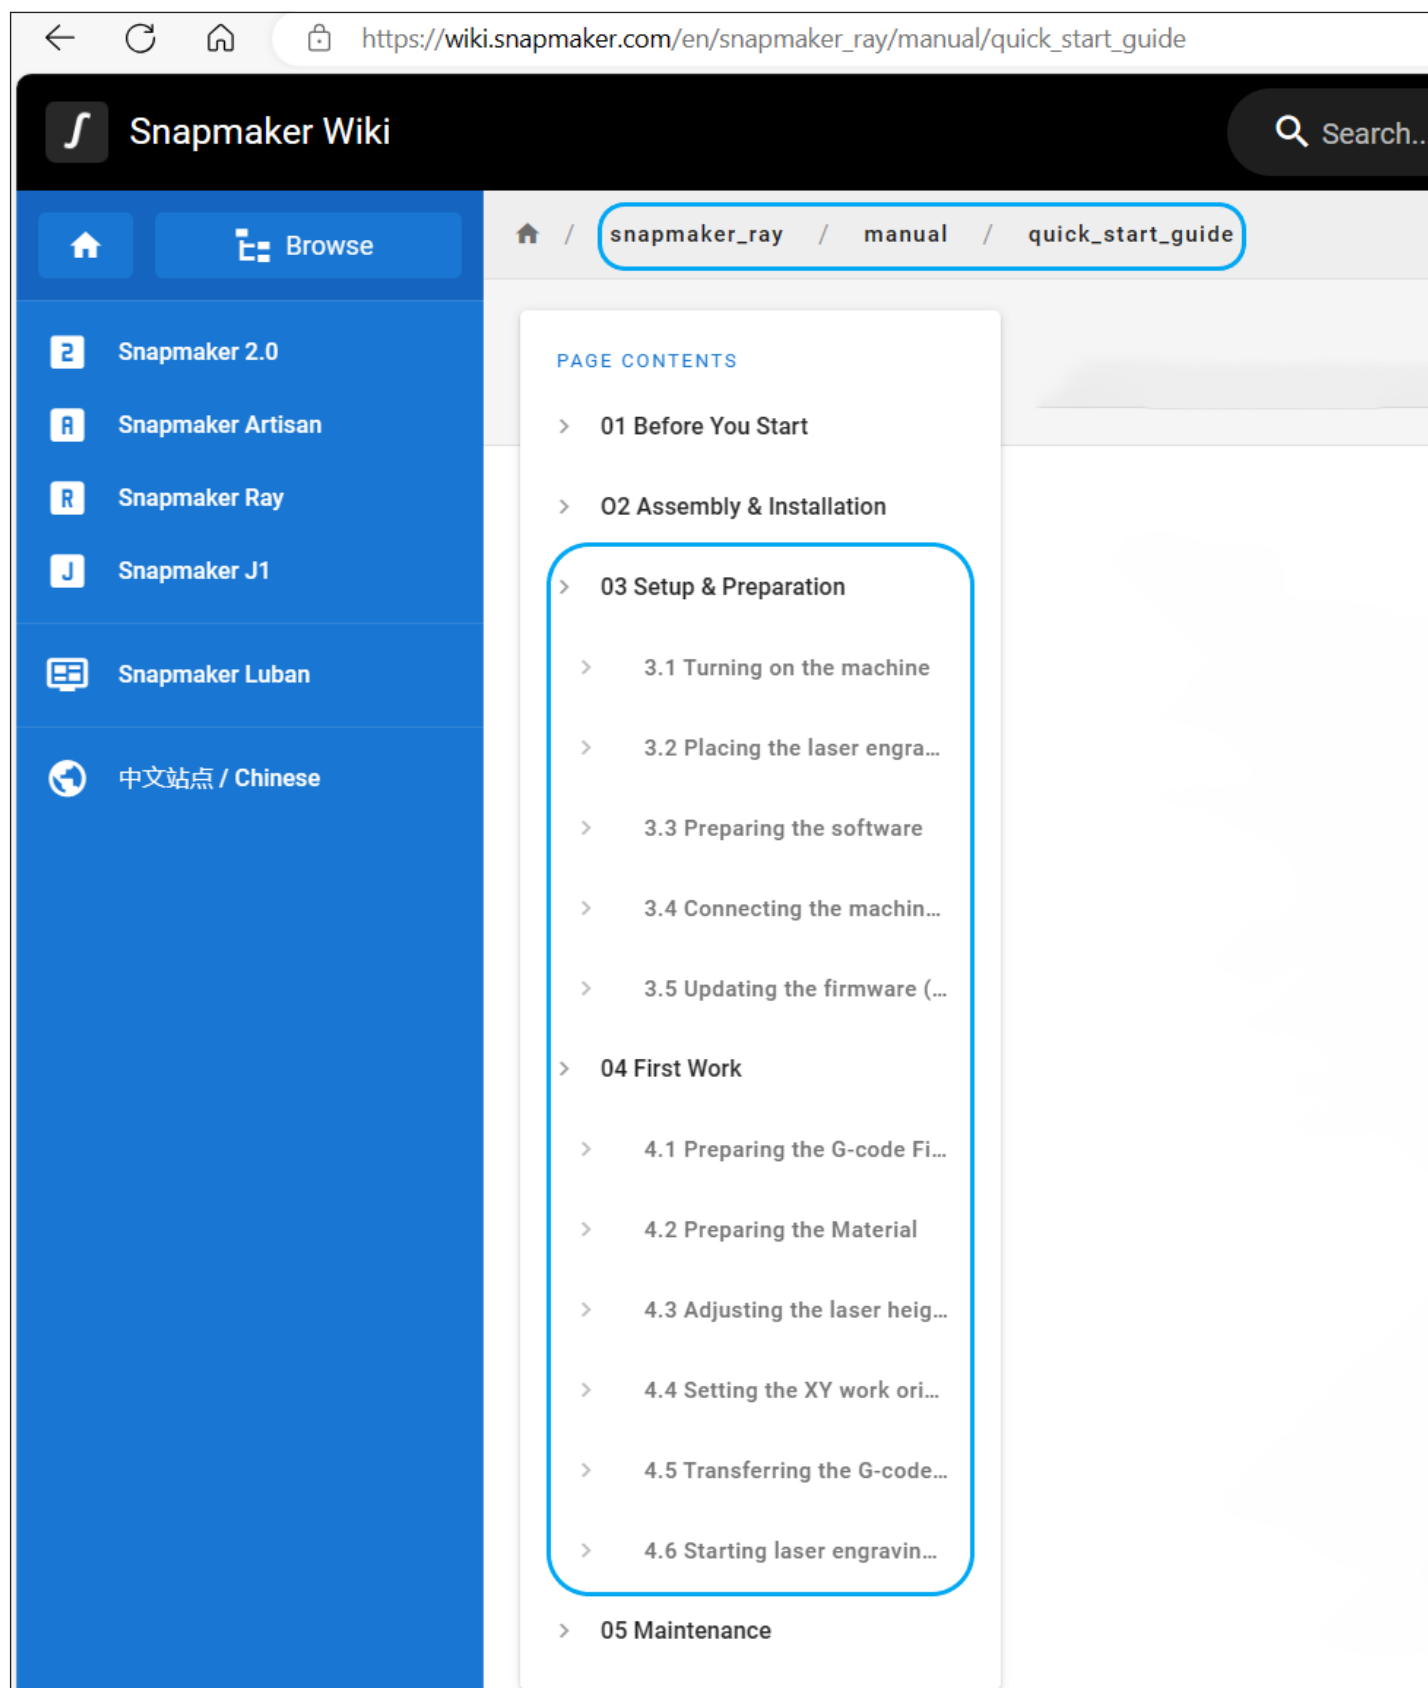 https://wiki.snapmaker.com/en/snapmaker_ray/manual/quick_start_guide
Snapmaker Wiki
Search...
Browse
/ snapmaker_ray / manual / quick_start_guide
Snapmaker 2.0
Snapmaker Artisan
Snapmaker Ray
Snapmaker J1
Snapmaker Luban
中文站点 / Chinese
PAGE CONTENTS
01 Before You Start
O2 Assembly & Installation
03 Setup & Preparation
3.1 Turning on the machine
3.2 Placing the laser engra...
3.3 Preparing the software
3.4 Connecting the machin...
3.5 Updating the firmware (...
04 First Work
4.1 Preparing the G-code Fi...
4.2 Preparing the Material
4.3 Adjusting the laser heig...
4.4 Setting the XY work ori...
4.5 Transferring the G-code...
4.6 Starting laser engravin...
05 Maintenance